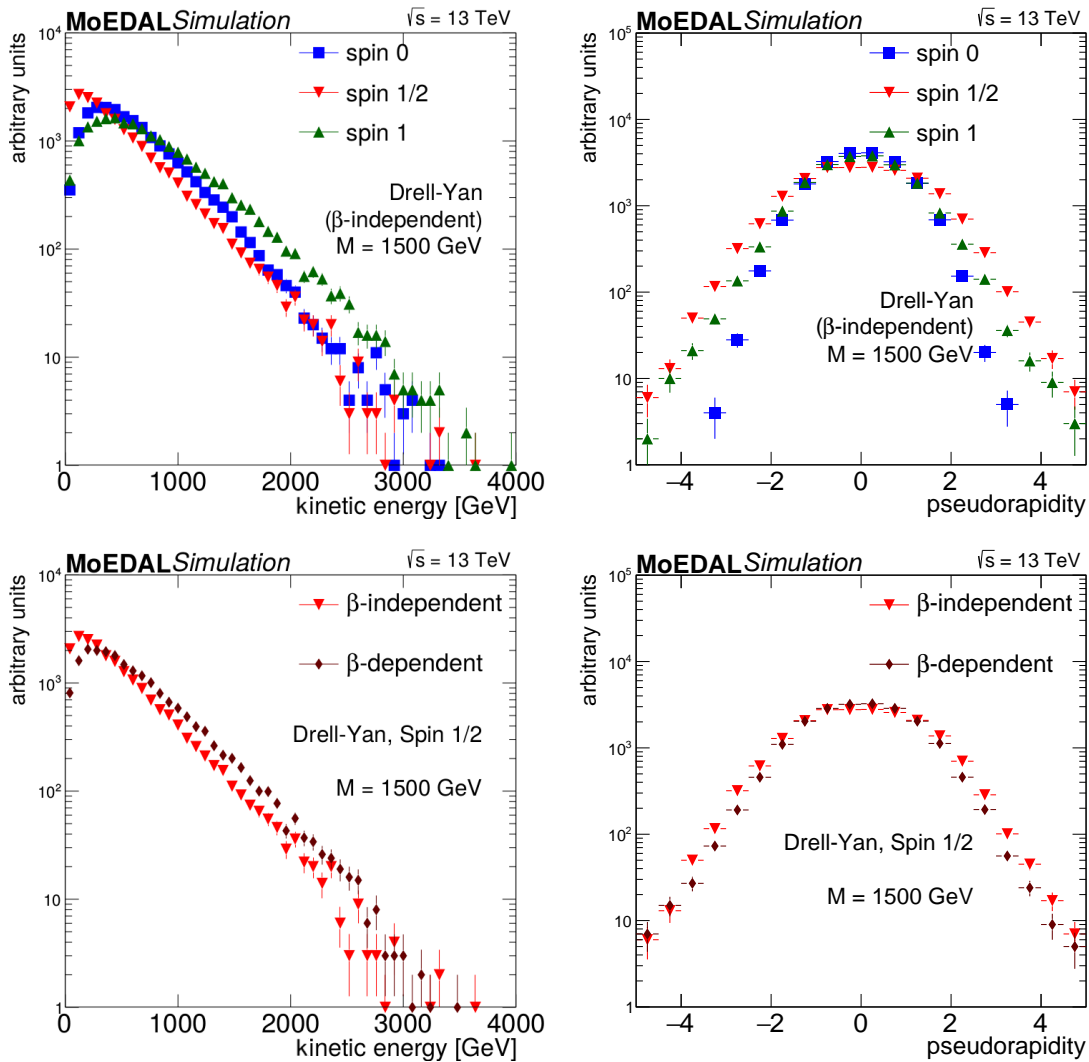 MoEDAL Simulation √s = 13 TeV
arbitrary units
10⁴
10³
10²
10
1
spin 0
spin 1/2
spin 1
Drell-Yan
(β-independent)
M = 1500 GeV
0 1000 2000 3000 4000
kinetic energy [GeV]
MoEDAL Simulation √s = 13 TeV
arbitrary units
10⁵
10⁴
10³
10²
10
1
spin 0
spin 1/2
spin 1
Drell-Yan
(β-independent)
M = 1500 GeV
−4 −2 0 2 4
pseudorapidity
MoEDAL Simulation √s = 13 TeV
arbitrary units
10⁴
10³
10²
10
1
β-independent
β-dependent
Drell-Yan, Spin 1/2
M = 1500 GeV
0 1000 2000 3000 4000
kinetic energy [GeV]
MoEDAL Simulation √s = 13 TeV
arbitrary units
10⁵
10⁴
10³
10²
10
1
β-independent
β-dependent
Drell-Yan, Spin 1/2
M = 1500 GeV
−4 −2 0 2 4
pseudorapidity